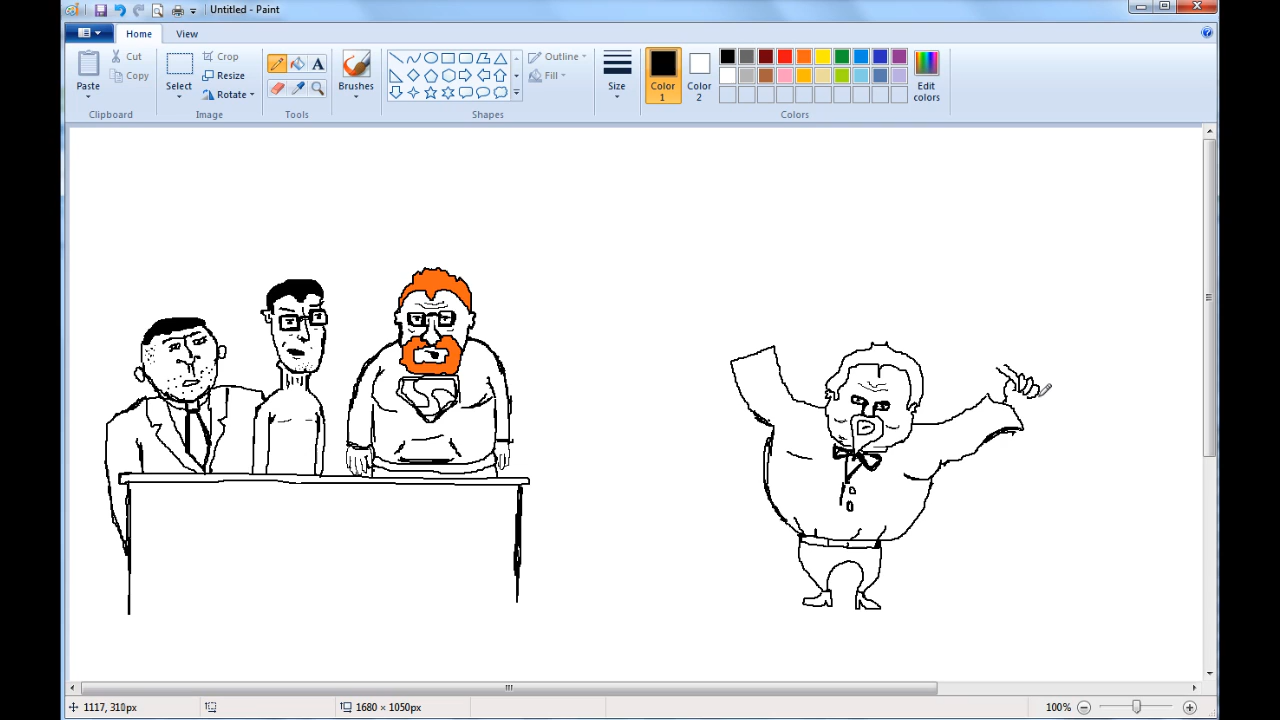 Untitled - Paint
Home View
Paste
Cut
Copy
Clipboard
Select
Crop
Resize
Rotate
Image
A
Tools
Brushes
Outline
Fill
Shapes
Size
Color 1
Color 2
Edit colors
Colors
S
1117, 310px
1680 × 1050px
100%